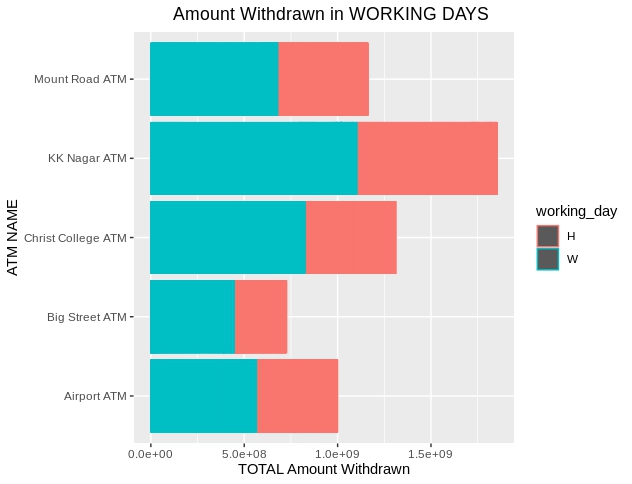 Amount Withdrawn in WORKING DAYS
ATM NAME
Mount Road ATM
KK Nagar ATM
Christ College ATM
Big Street ATM
Airport ATM
0.0e+00 5.0e+08 1.0e+09 1.5e+09
TOTAL Amount Withdrawn
working_day
H
W